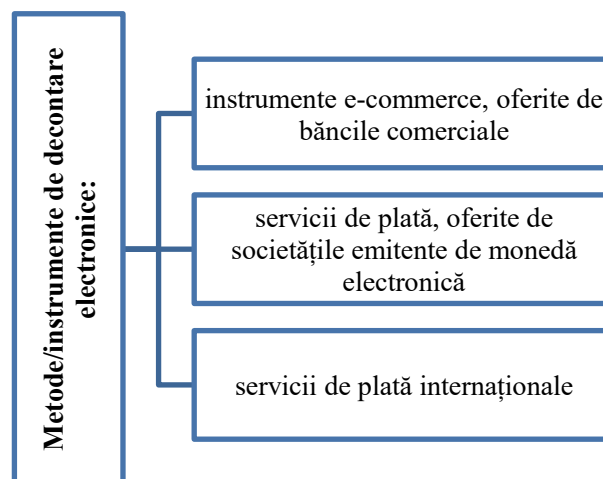 Metode/instrumente de decontare
electronice:
instrumente e-commerce, oferite de
băncile comerciale
servicii de plată, oferite de
societățile emitente de monedă
electronică
servicii de plată internaționale